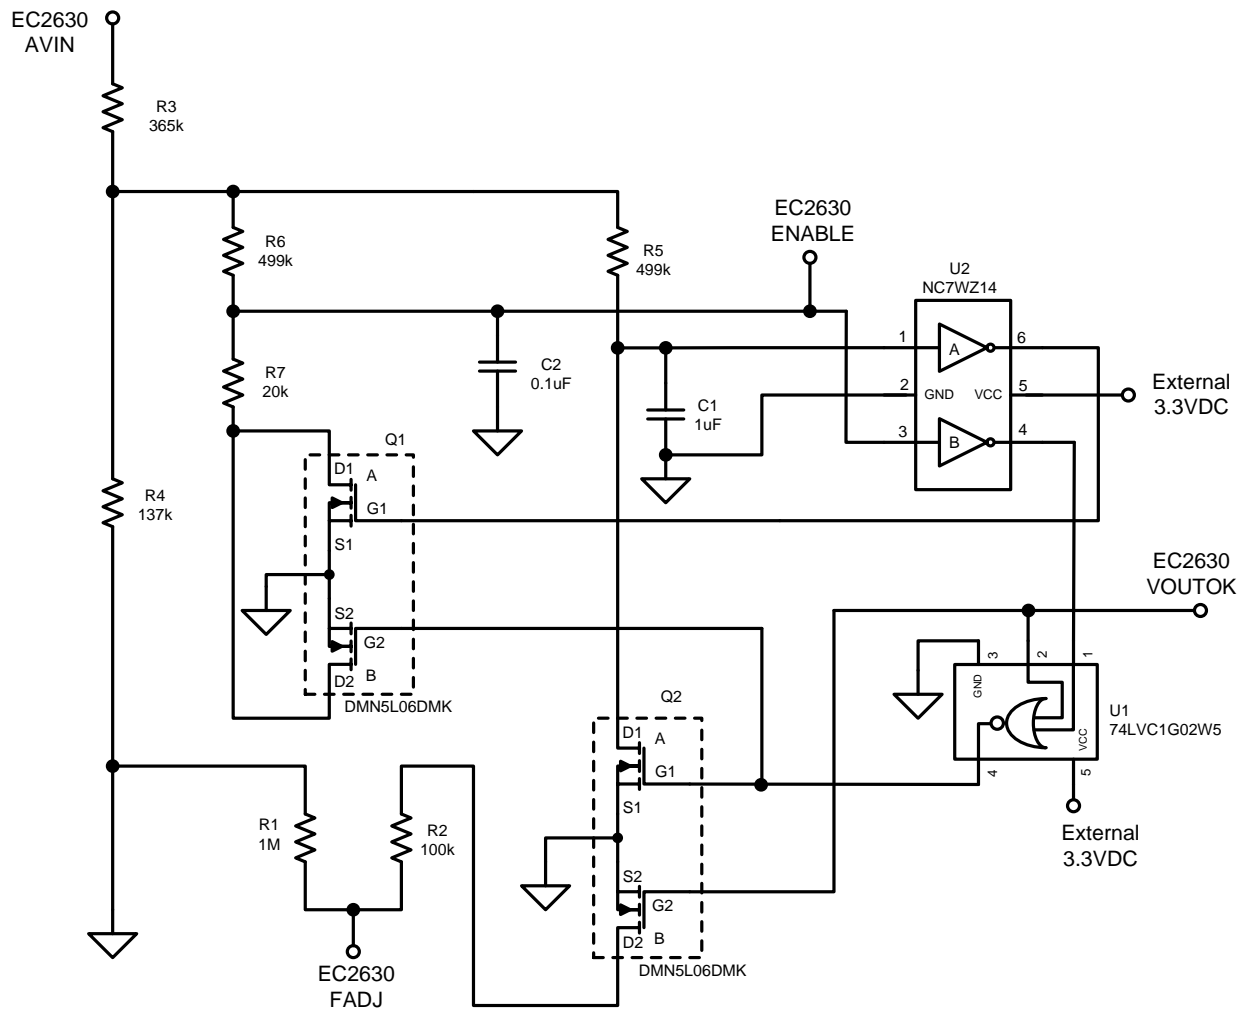 EC2630
AVIN
R3
365k
EC2630
ENABLE
R6
499k
R5
499k
U2
NC7WZ14
1
A
6
C2
0.1uF
R7
20k
2
GND
VCC
5
External
3.3VDC
C1
1uF
3
B
4
Q1
D1
A
G1
S1
R4
137k
EC2630
VOUTOK
S2
G2
D2
B
DMN5L06DMK
3
2
1
GND
U1
74LVC1G02W5
VCC
4
5
External
3.3VDC
Q2
D1
A
G1
S1
R1
1M
R2
100k
S2
G2
D2
B
DMN5L06DMK
EC2630
FADJ